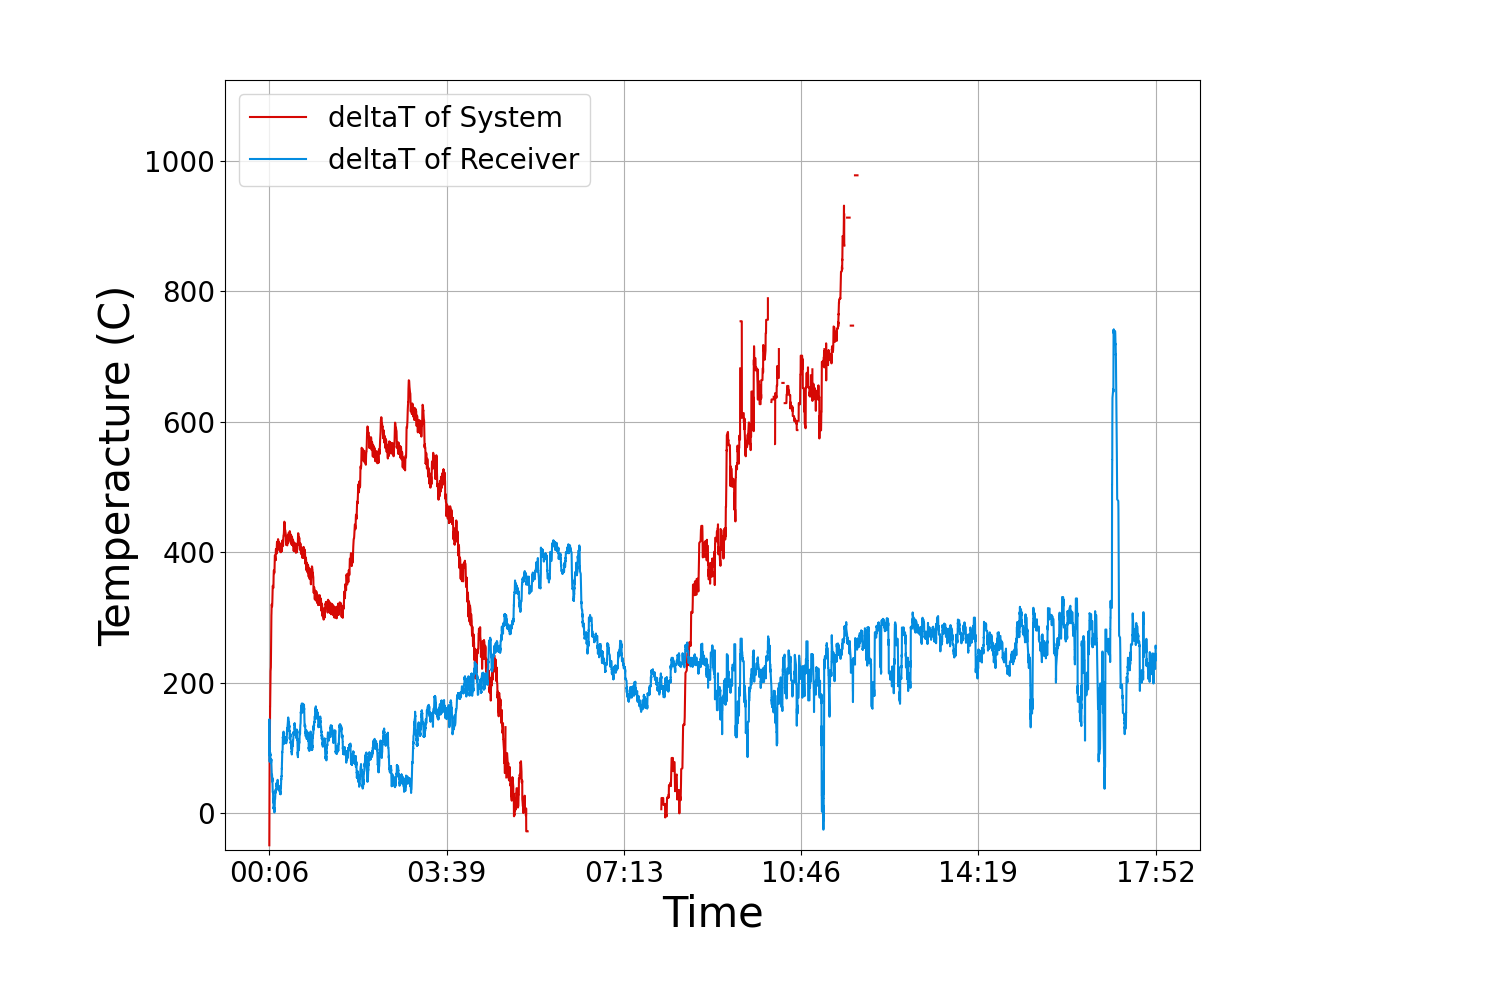 deltaT of System
deltaT of Receiver
1000
800
600
400
200
0
Temperacture (C)
00:06 03:39 07:13 10:46 14:19 17:52
Time